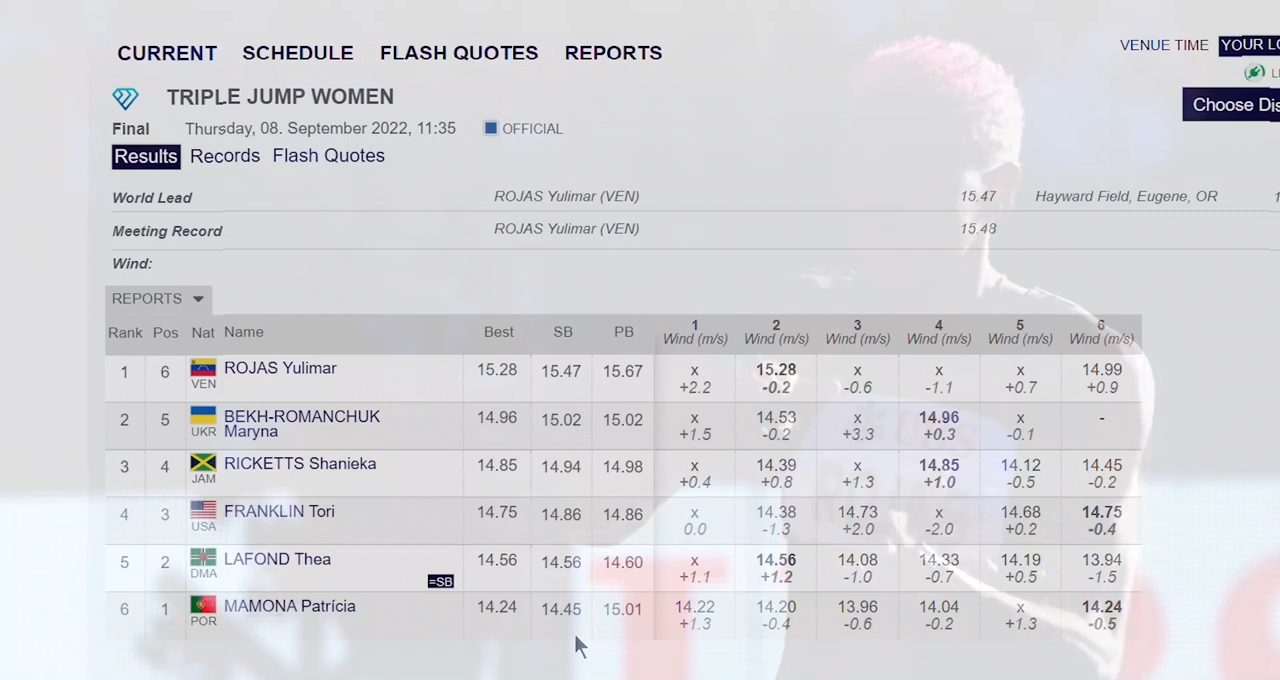 CURRENT SCHEDULE FLASH QUOTES REPORTS
VENUE TIME YOUR
TRIPLE JUMP WOMEN
Final Thursday, 08. September 2022, 11:35 OFFICIAL
Choose
Results Records Flash Quotes
World Lead ROJAS Yulimar (VEN) 15.47 Hayward Field, Eugene, OR
Meeting Record ROJAS Yulimar (VEN) 15.48
Wind:
REPORTS
Rank Pos Nat Name Best SB PB 1 2 3 4 5 6
Wind (m/s) Wind (m/s) Wind (m/s) Wind (m/s) Wind (m/s) Wind (m/s)
1 6 ROJAS Yulimar 15.28 15.47 15.67 x 15.28 x x x 14.99
VEN +2.2 -0.2 -0.6 -1.1 +0.7 +0.9
2 5 BEKH-ROMANCHUK 14.96 15.02 15.02 x 14.53 x 14.96 x -
UKR Maryna +1.5 -0.2 +3.3 +0.3 -0.1
3 4 RICKETTS Shanieka 14.85 14.94 14.98 x 14.39 x 14.85 14.12 14.45
JAM +0.4 +0.8 +1.3 +1.0 -0.5 -0.2
4 3 FRANKLIN Tori 14.75 14.86 14.86 x 14.38 14.73 x 14.68 14.75
USA 0.0 -1.3 +2.0 -2.0 +0.2 -0.4
5 2 LAFOND Thea 14.56 14.56 14.60 x 14.56 14.08 14.33 14.19 13.94
DMA =SB +1.1 +1.2 -1.0 -0.7 +0.5 -1.5
6 1 MAMONA Patrícia 14.24 14.45 15.01 14.22 14.20 13.96 14.04 x 14.24
POR +1.3 -0.4 -0.6 -0.2 +1.3 -0.5